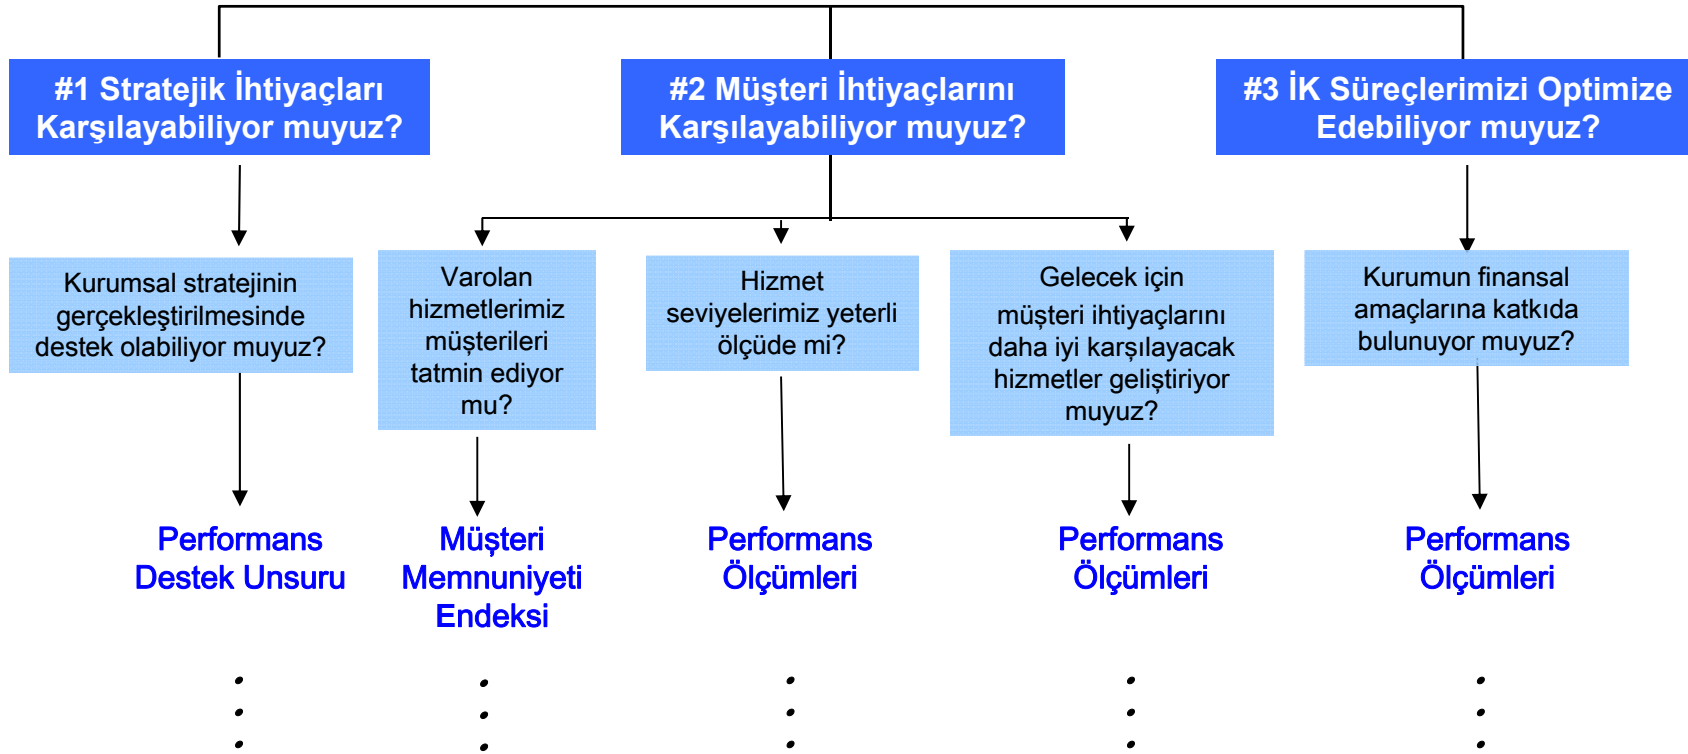 #1 Stratejik İhtiyaçları
Karşılayabiliyor muyuz?
#2 Müşteri İhtiyaçlarını
Karşılayabiliyor muyuz?
#3 İK Süreçlerimizi Optimize
Edebiliyor muyuz?
Kurumsal stratejinin
gerçekleştirilmesinde
destek olabiliyor muyuz?
Varolan
hizmetlerimiz
müşterileri
tatmin ediyor
mu?
Hizmet
seviyelerimiz yeterli
ölçüde mi?
Gelecek için
müşteri ihtiyaçlarını
daha iyi karşılayacak
hizmetler geliştiriyor
muyuz?
Kurumun finansal
amaçlarına katkıda
bulunuyor muyuz?
Performans
Destek Unsuru
Müşteri
Memnuniyeti
Endeksi
Performans
Ölçümleri
Performans
Ölçümleri
Performans
Ölçümleri